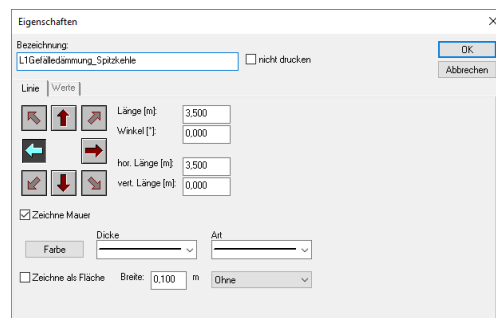 Eigenschaften
Bezeichnung:
L1Gefälledämmung_Spitzkehle
nicht drucken
OK
Abbrechen
Linie
Werte
Länge [m]: 3,500
Winkel [°]: 0,000
hor. Länge [m]: 3,500
vert. Länge [m]: 0,000
Zeichne Mauer
Dicke
Art
Farbe
Zeichne als Fläche
Breite: 0,100 m
Ohne